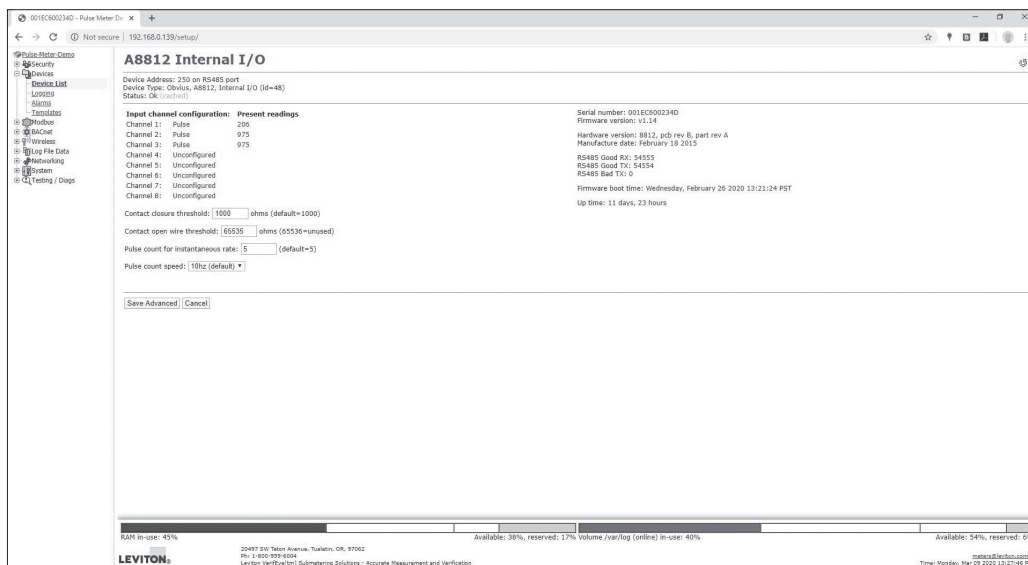 001EC600234D - Pulse Meter De
Not secure | 192.168.0.139/setup/
Pulse-Meter-Demo
Security
Devices
Device List
Logging
Alarms
Templates
Modbus
BACnet
Wireless
Log File Data
Networking
System
Testing / Diags
A8812 Internal I/O
Device Address: 250 on RS485 port
Device Type: Obvius, A8812, Internal I/O (id=48)
Status: Ok (cached)
Input channel configuration: Present readings
Channel 1: Pulse 206
Channel 2: Pulse 975
Channel 3: Pulse 975
Channel 4: Unconfigured
Channel 5: Unconfigured
Channel 6: Unconfigured
Channel 7: Unconfigured
Channel 8: Unconfigured
Contact closure threshold: 1000 ohms (default=1000)
Contact open wire threshold: 65535 ohms (65536=unused)
Pulse count for instantaneous rate: 5 (default=5)
Pulse count speed: 10hz (default)
Save Advanced Cancel
Serial number: 001EC600234D
Firmware version: v1.14
Hardware version: 8812, pcb rev B, part rev A
Manufacture date: February 18 2015
RS485 Good RX: 54555
RS485 Good TX: 54554
RS485 Bad TX: 0
Firmware boot time: Wednesday, February 26 2020 13:21:24 PST
Up time: 11 days, 23 hours
RAM in-use: 45% Available: 38%, reserved: 17% Volume /var/log (online) in-use: 40% Available: 54%, reserved: 6%
LEVITON®
20497 SW Teton Avenue, Tualatin, OR, 97062
Ph: 1-800-959-6004
Leviton VerifEye(tm) Submetering Solutions - Accurate Measurement and Verification
meters@leviton.com
Time: Monday, Mar 09 2020 13:27:46 P